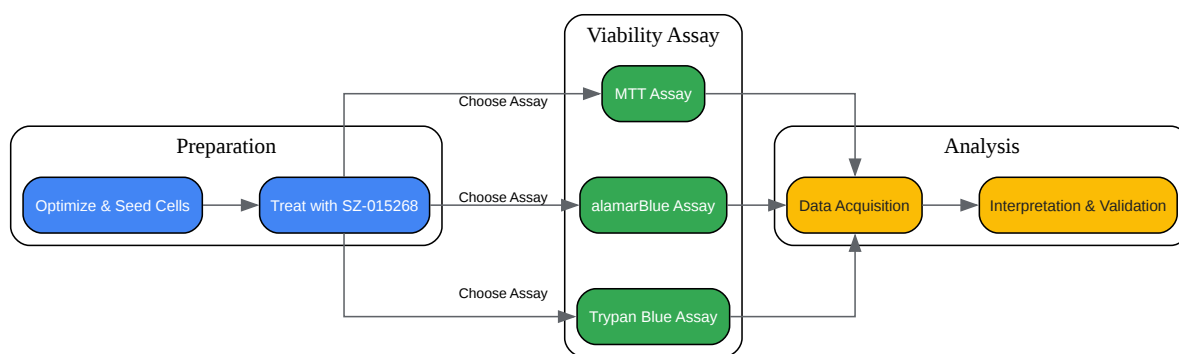 Viability Assay
MTT Assay
Choose Assay
Preparation
Analysis
Optimize & Seed Cells
Treat with SZ-015268
Choose Assay
alamarBlue Assay
Data Acquisition
Interpretation & Validation
Choose Assay
Trypan Blue Assay